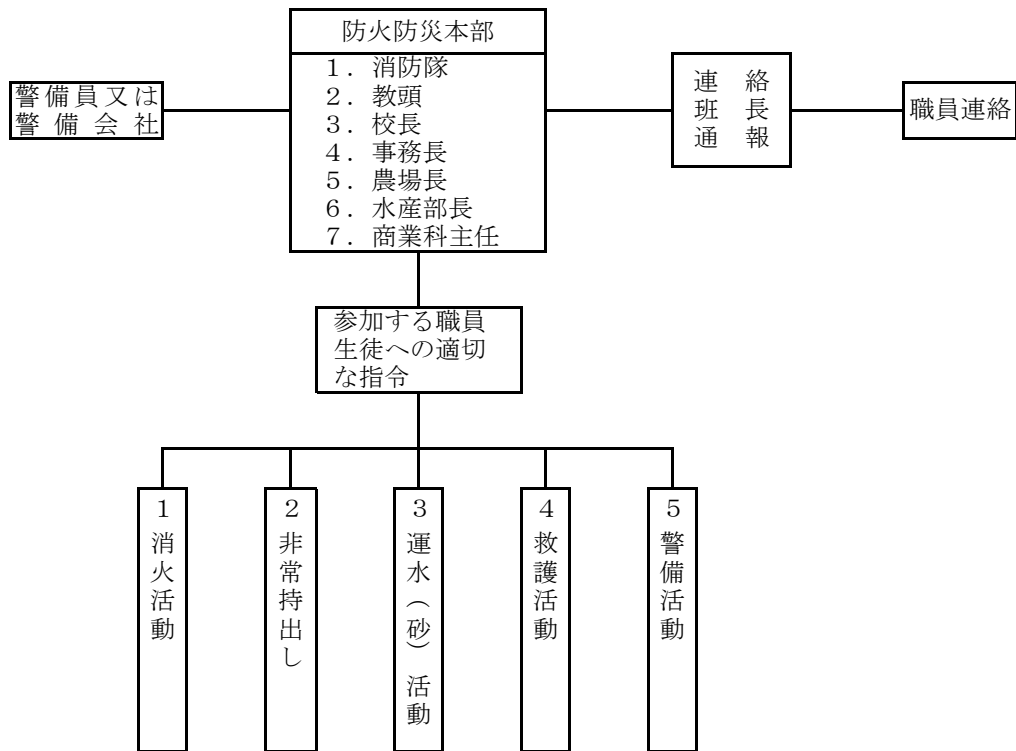 防火防災本部
１．消防隊
２．教頭
３．校長
４．事務長
５．農場長
６．水産部長
７．商業科主任
警備員又は
警備会社
連絡
班長
通報
職員連絡
参加する職員
生徒への適切
な指令
１消火活動
２非常持出し
３運水（砂）活動
４救護活動
５警備活動